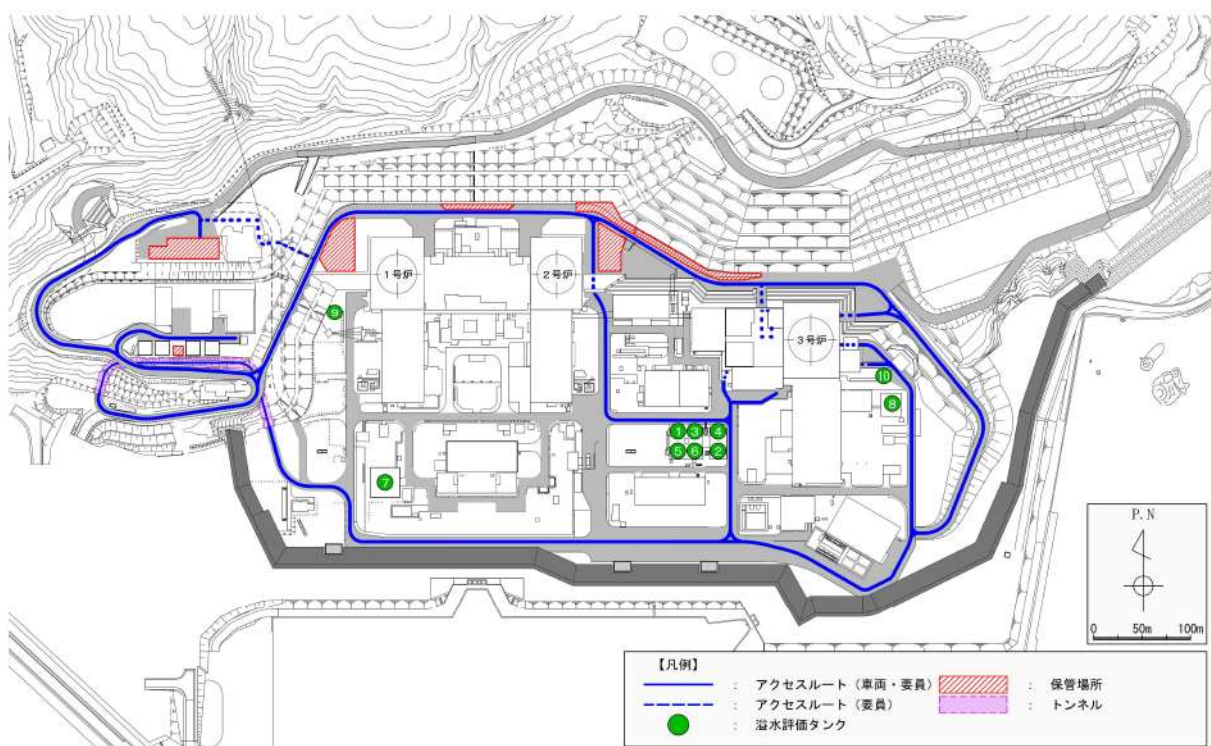 1号炉
2号炉
3号炉
9
10
8
1 3 4
5 6 2
7
P.N
0 50m 100m
【凡例】
: アクセスルート(車両・要員)
: 保管場所
: アクセスルート(要員)
: トンネル
: 溢水評価タンク